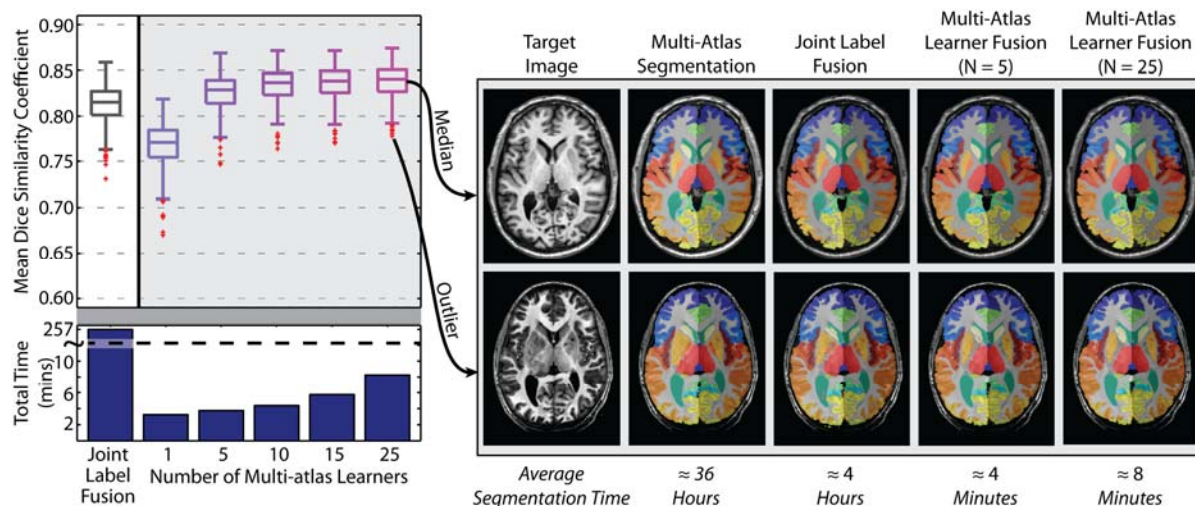 Mean Dice Similarity Coefficient
0.90
0.85
0.80
0.75
0.70
0.65
0.60
Total Time
(mins)
257
10
6
2
Joint
Label
Fusion
1 5 10 15 25
Number of Multi-atlas Learners
Median
Outlier
Target
Image
Multi-Atlas
Segmentation
Joint Label
Fusion
Multi-Atlas
Learner Fusion
(N = 5)
Multi-Atlas
Learner Fusion
(N = 25)
Average
Segmentation Time
≈ 36
Hours
≈ 4
Hours
≈ 4
Minutes
≈ 8
Minutes